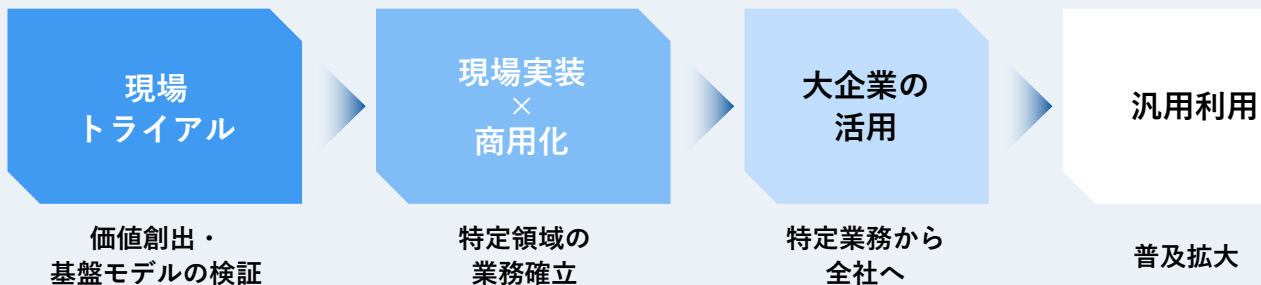 現場
トライアル
価値創出・
基盤モデルの検証
現場実装
×
商用化
特定領域の
業務確立
大企業の
活用
特定業務から
全社へ
汎用利用
普及拡大